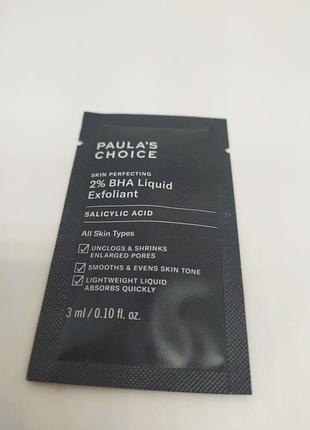 PAULA'S
CHOICE
SKIN PERFECTING
2% BHA Liquid
Exfoliant
SALICYLIC ACID
All Skin Types
UNCLOGS & SHRINKS
ENLARGED PORES
SMOOTHS & EVENS SKIN TONE
LIGHTWEIGHT LIQUID
ABSORBS QUICKLY
3 ml / 0.10 fl. oz.